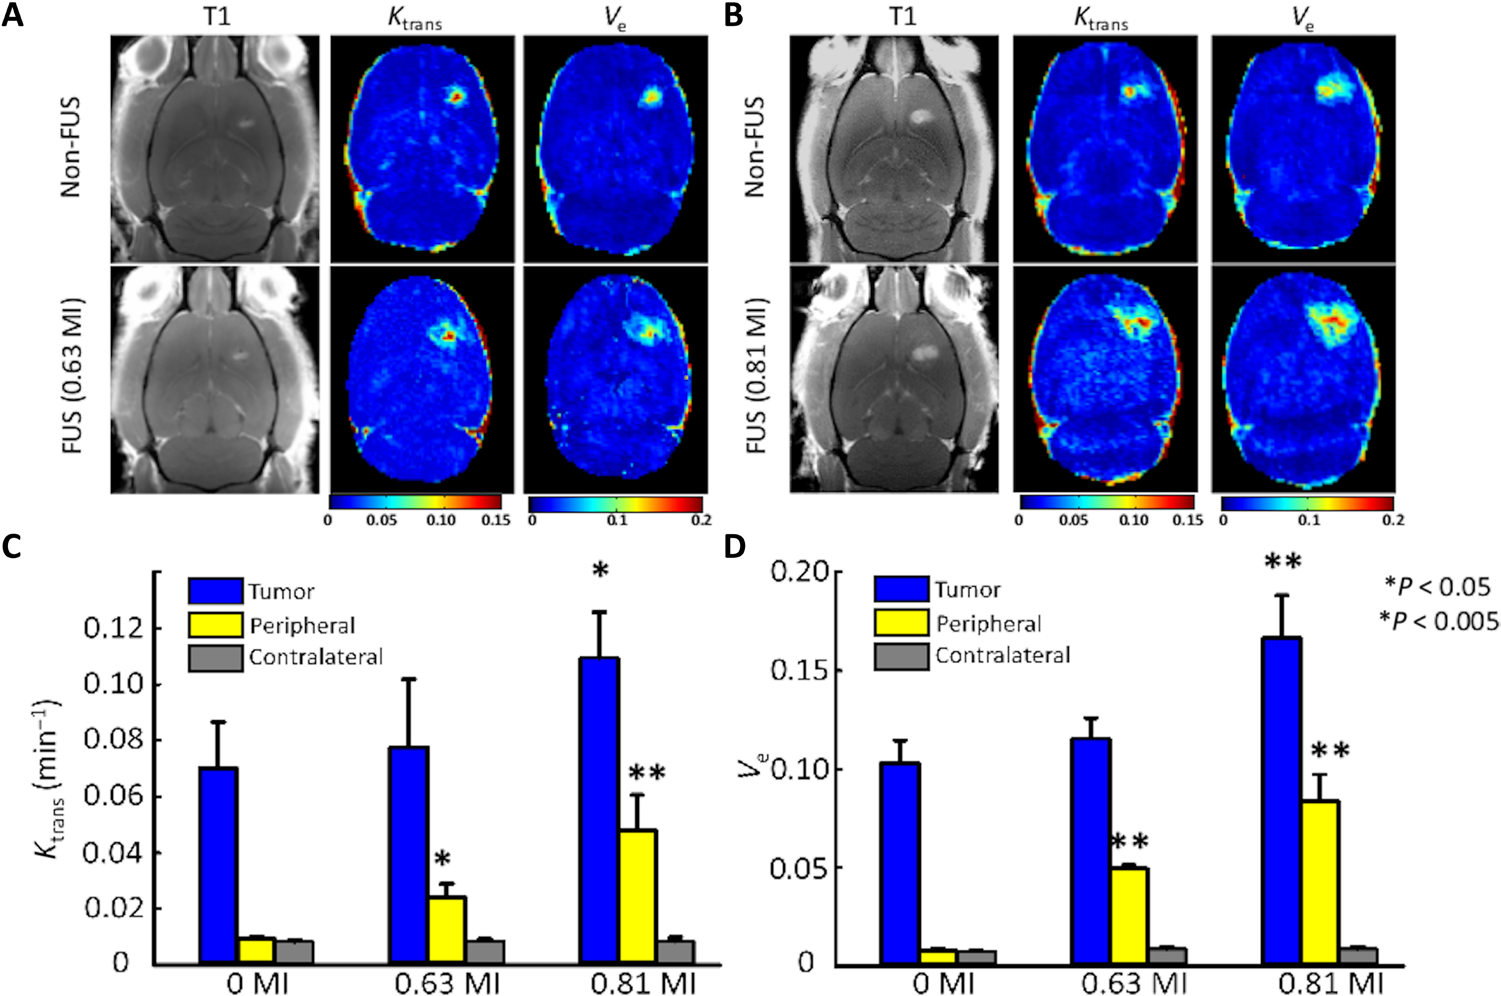 A
T1
Ktrans
Ve
B
T1
Ktrans
Ve
Non-FUS
Non-FUS
FUS (0.63 MI)
FUS (0.81 MI)
0 0.05 0.10 0.15
0 0.1 0.2
0 0.05 0.10 0.15
0 0.1 0.2
C
Ktrans (min−1)
0.12
0.10
0.08
0.06
0.04
0.02
0
Tumor
Peripheral
Contralateral
*
**
*
0 MI
0.63 MI
0.81 MI
D
Ve
0.20
0.15
0.10
0.05
0
Tumor
Peripheral
Contralateral
**
**
**
*P < 0.05
*P < 0.005
0 MI
0.63 MI
0.81 MI